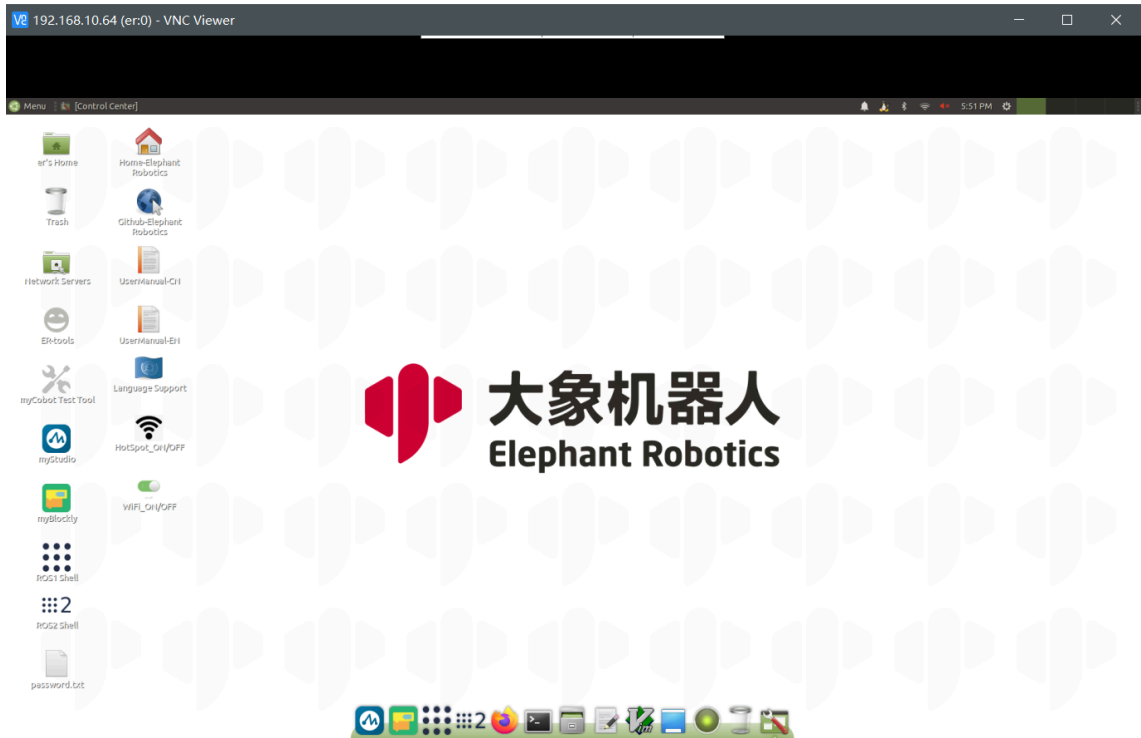 192.168.10.64 (er:0) - VNC Viewer
Menu
[Control Center]
5:51 PM
er's Home
Home-Elephant
Robotics
Trash
Github-Elephant
Robotics
Network Servers
UserManual-CN
ER-tools
UserManual-EN
myCobot Test Tool
Language Support
myStudio
HotSpot_ON/OFF
myBlockly
WiFi_ON/OFF
ROS1 Shell
2
ROS2 Shell
password.txt
大象机器人
Elephant Robotics
2